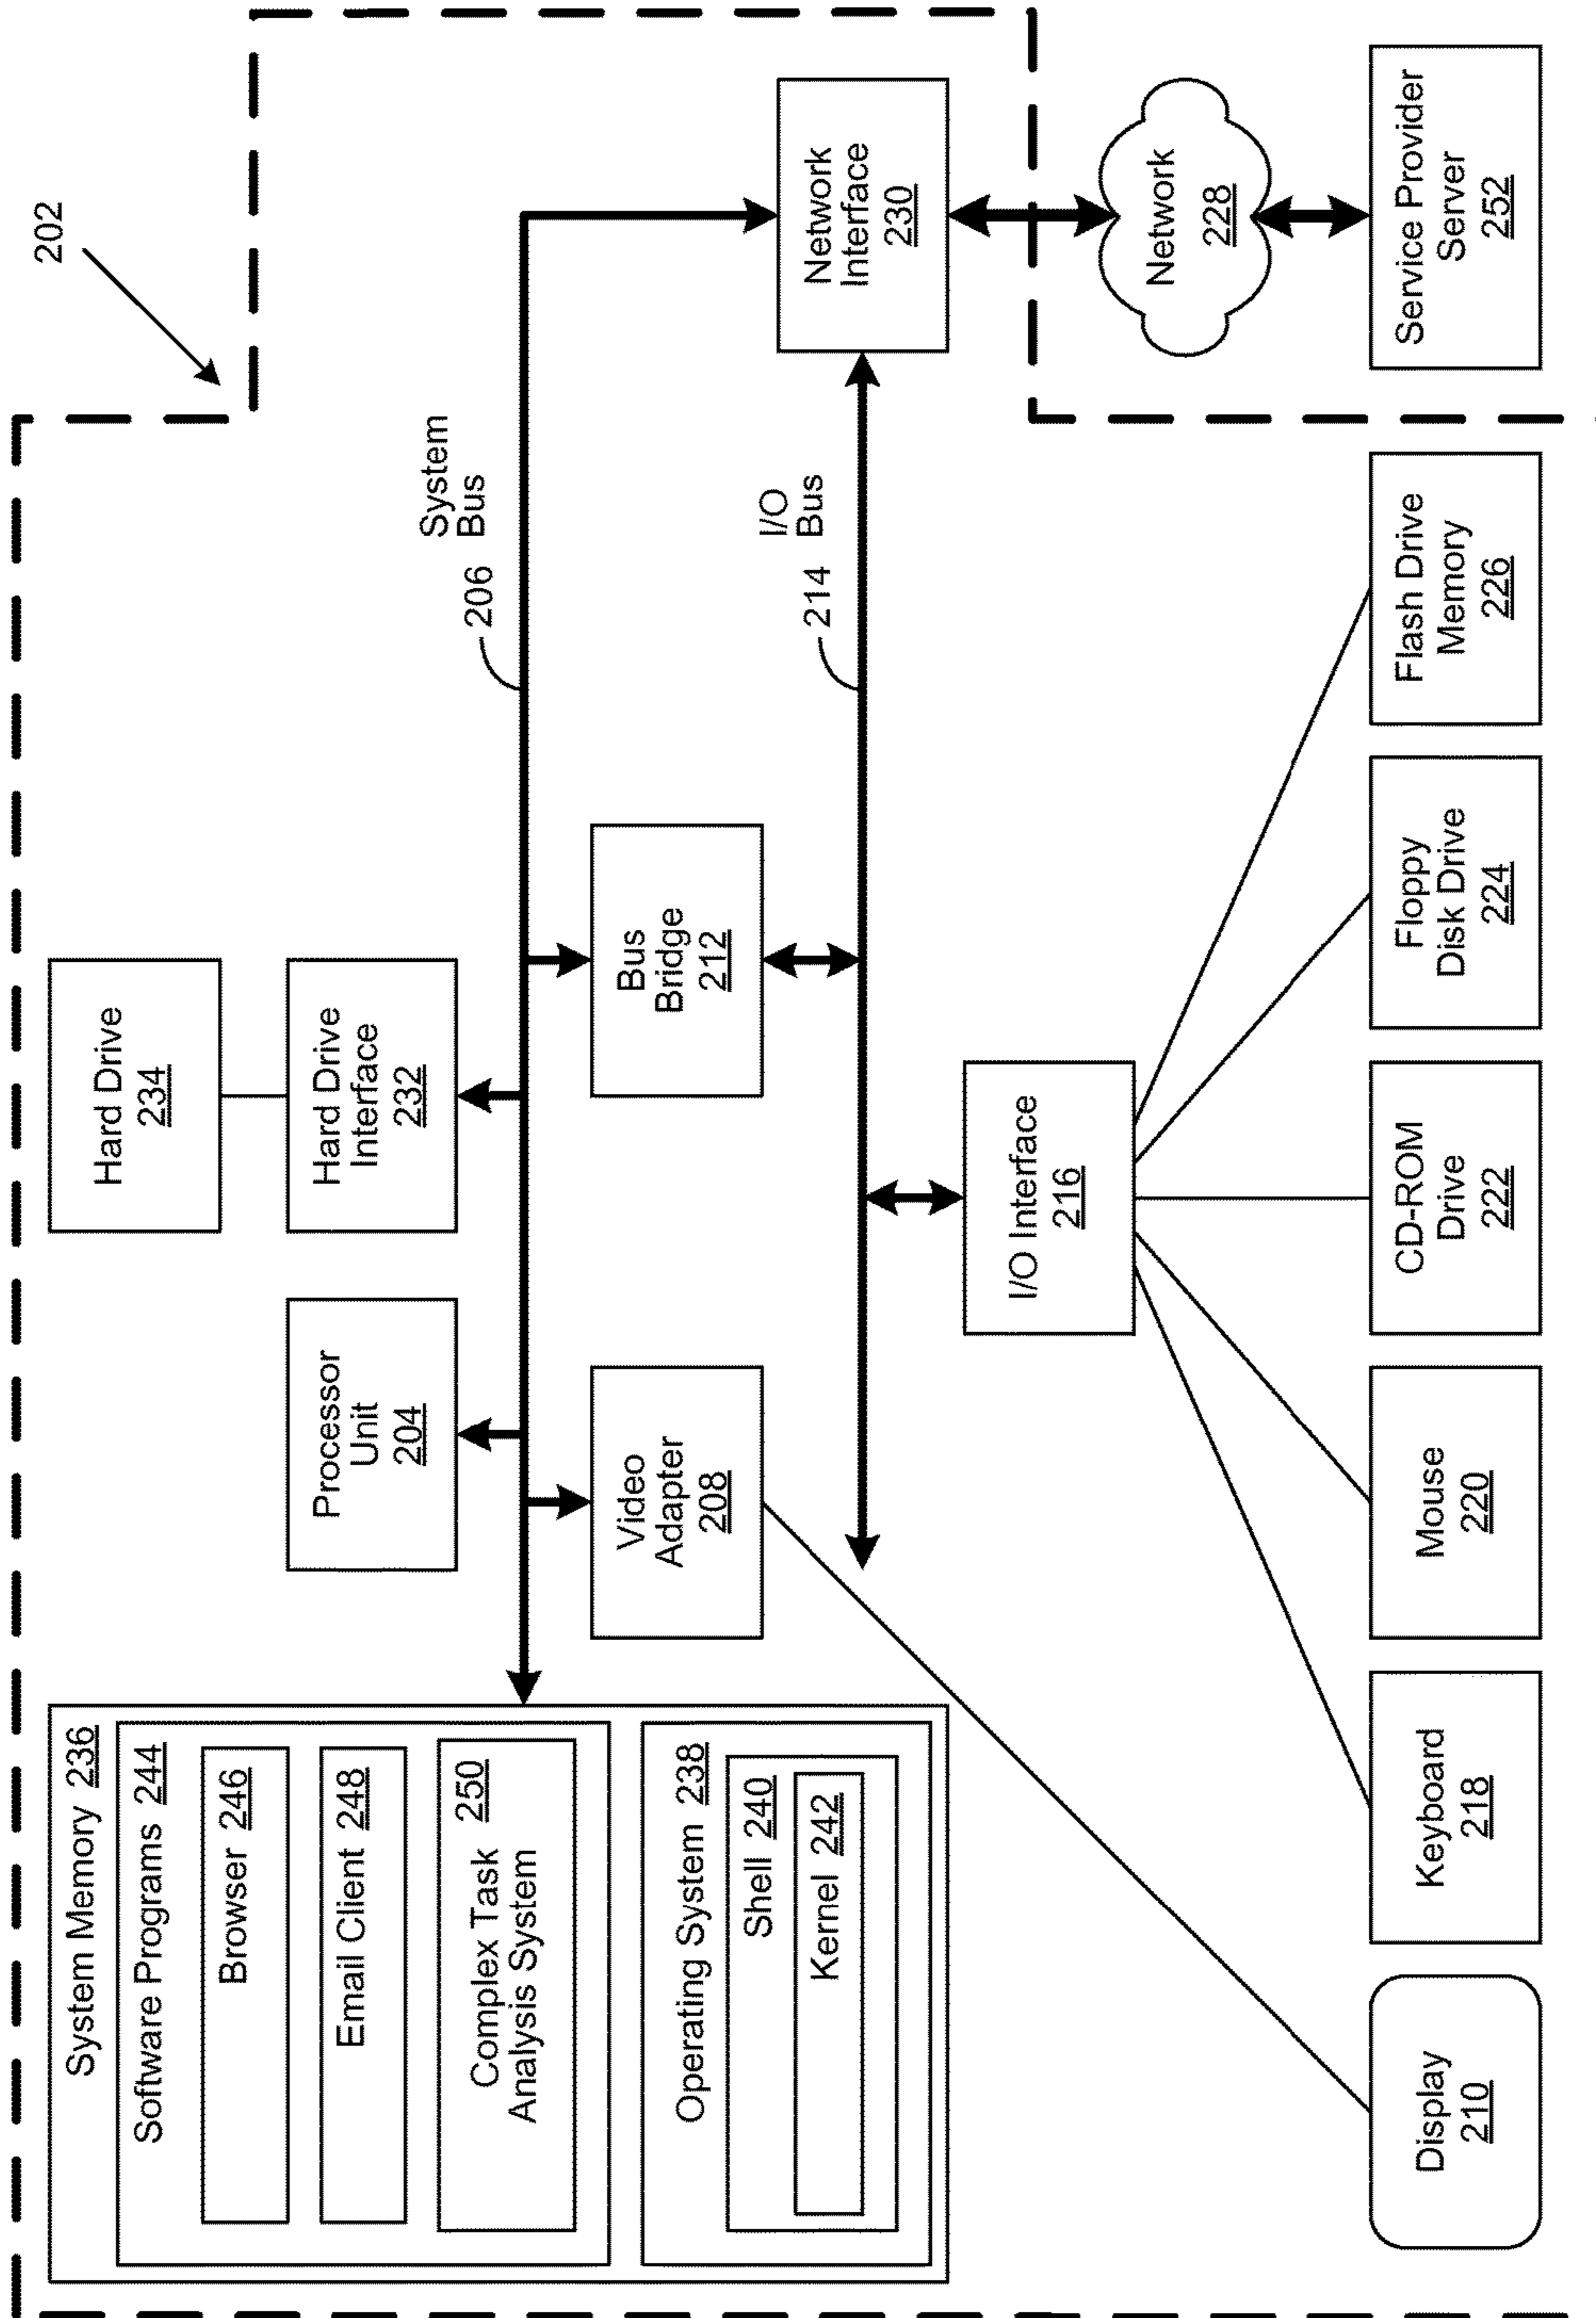 202
System Memory 236
Software Programs 244
Browser 246
Email Client 248
Complex Task 250
Analysis System
Operating System 238
Shell 240
Kernel 242
Hard Drive
234
Processor
Unit
204
Hard Drive
Interface
232
System
206 Bus
Video
Adapter
208
Bus
Bridge
212
I/O
214 Bus
Network
Interface
230
I/O Interface
216
Network
228
Display
210
Keyboard
218
Mouse
220
CD-ROM
Drive
222
Floppy
Disk Drive
224
Flash Drive
Memory
226
Service Provider
Server
252